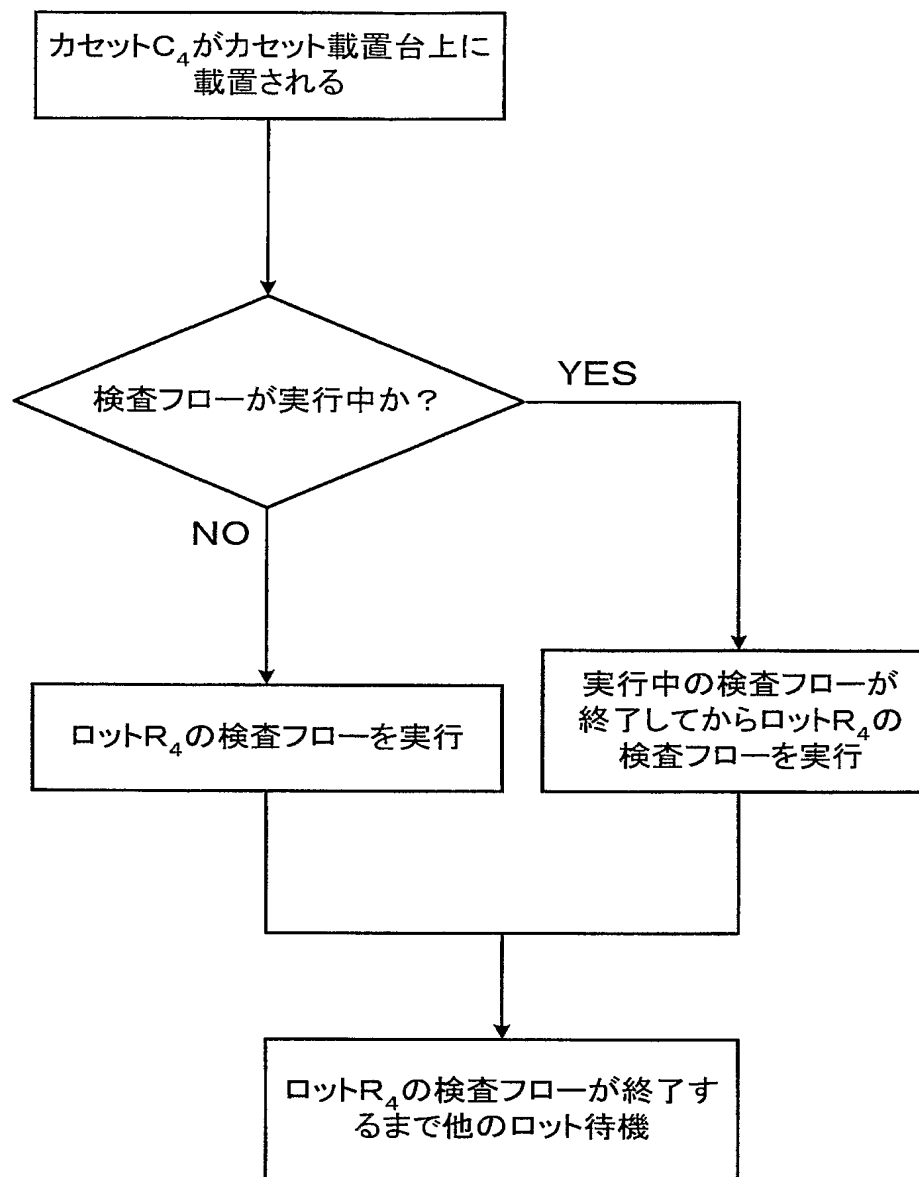 カセットC₄がカセット載置台上に
載置される
検査フローが実行中か？
YES
NO
ロットR₄の検査フローを実行
実行中の検査フローが
終了してからロットR₄の
検査フローを実行
ロットR₄の検査フローが終了す
るまで他のロット待機